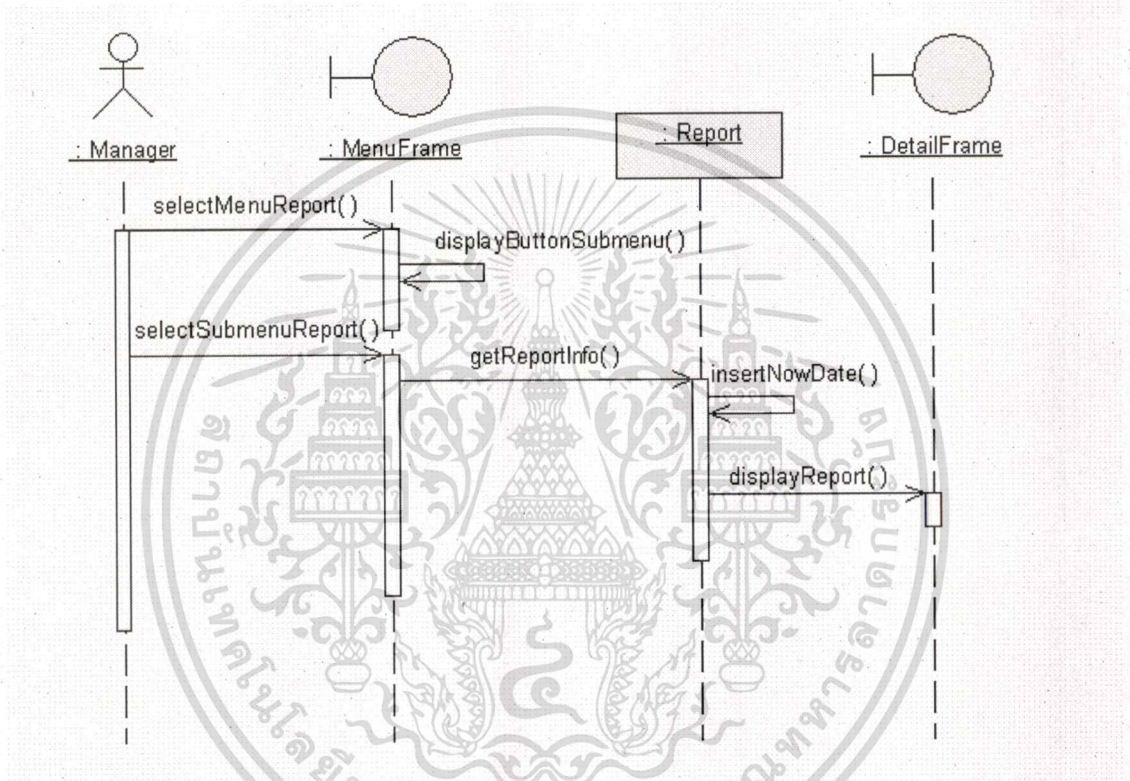 : Manager
: MenuFrame
: Report
: DetailFrame
selectMenuReport()
displayButtonSubmenu()
selectSubmenuReport()
getReportInfo()
insertNowDate()
displayReport()